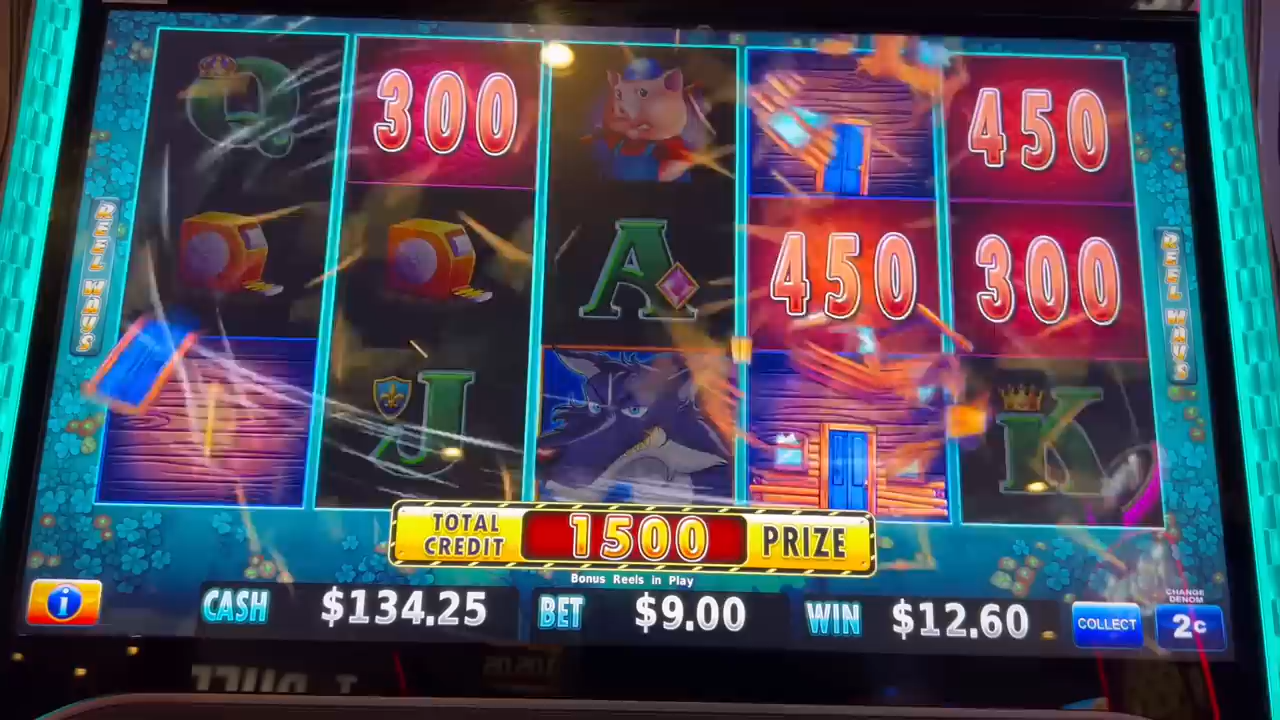 Q
300
450
REEL WAYS
A
450
300
REEL WAYS
J
K
TOTAL CREDIT 1500 PRIZE
Bonus Reels in Play
i
CASH $134.25 BET $9.00 WIN $12.60 COLLECT
CHANGE
DENOM
2¢